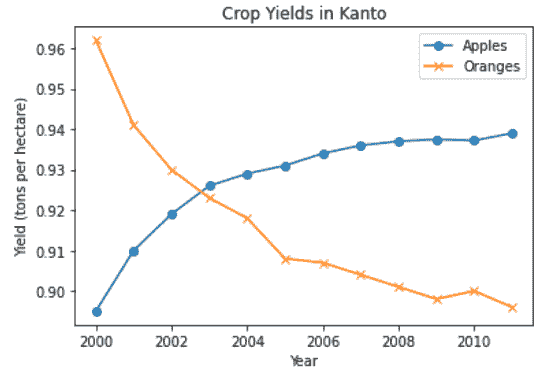 Crop Yields in Kanto
Apples
Oranges
Yield (tons per hectare)
0.96
0.95
0.94
0.93
0.92
0.91
0.90
2000 2002 2004 2006 2008 2010
Year